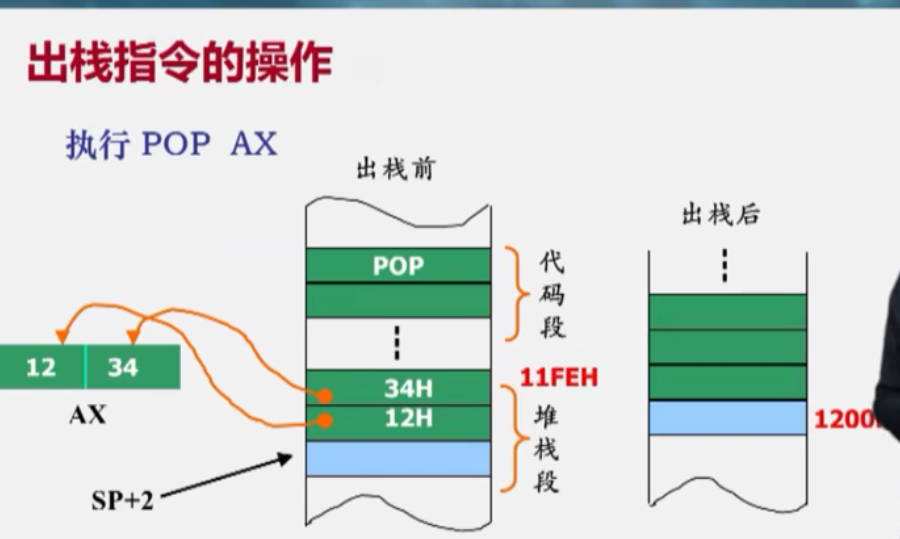 出栈指令的操作
执行 POP AX
出栈前
出栈后
POP
代码段
12 34
AX
34H
11FEH
12H
堆栈段
1200
SP+2